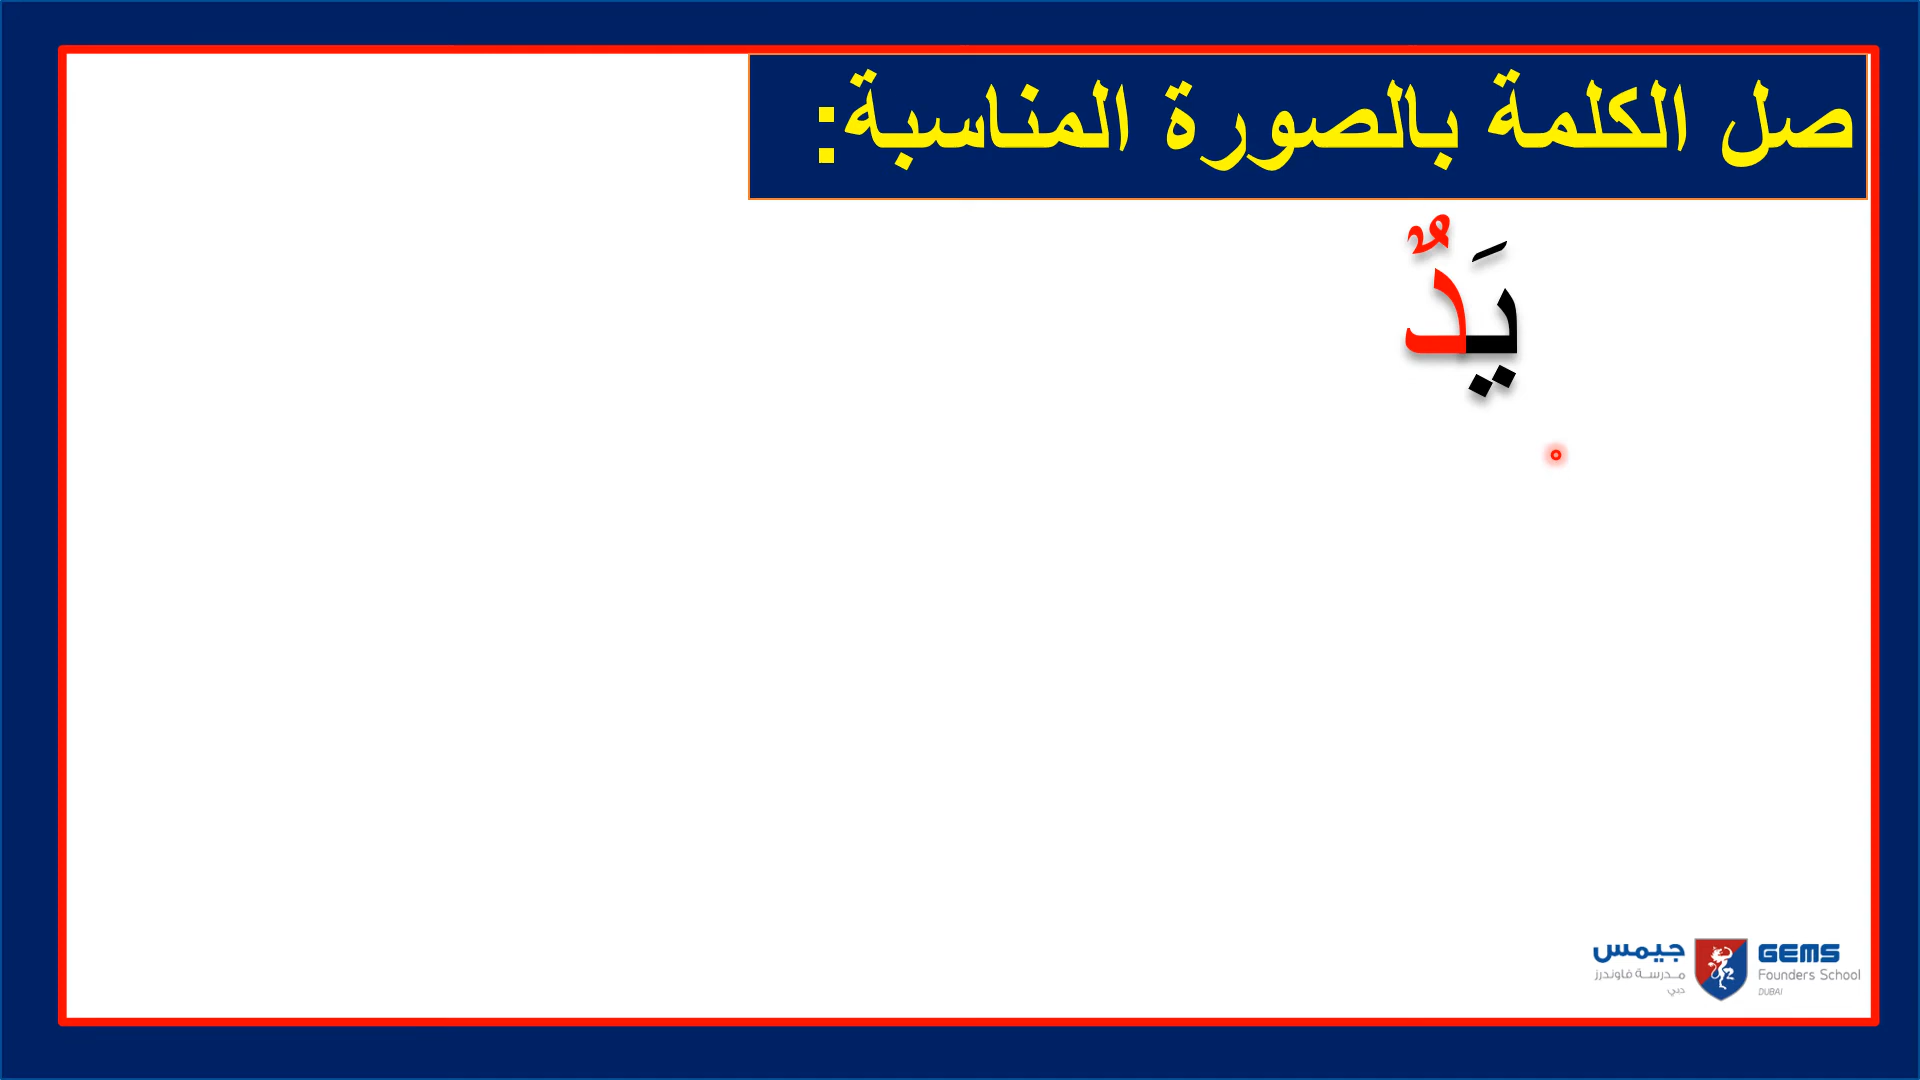 صل الكلمة بالصورة المناسبة:
يَدٌ
جيمس
مدرسة فاوندرز
دبي
GEMS
Founders School
DUBAI